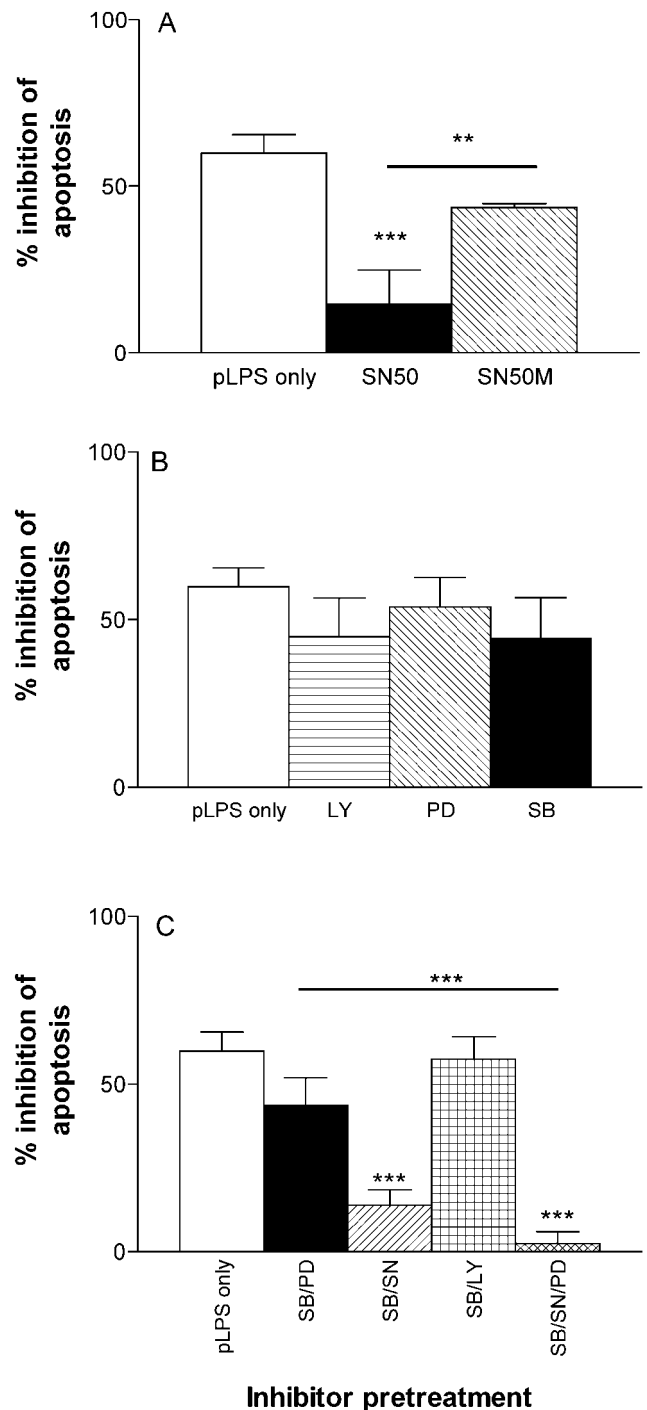 A
100
50
0
% inhibition of
apoptosis
**
***
pLPS only SN50 SN50M
B
100
50
0
% inhibition of
apoptosis
pLPS only LY PD SB
C
100
50
0
% inhibition of
apoptosis
***
***
***
pLPS only
SB/PD
SB/SN
SB/LY
SB/SN/PD
Inhibitor pretreatment